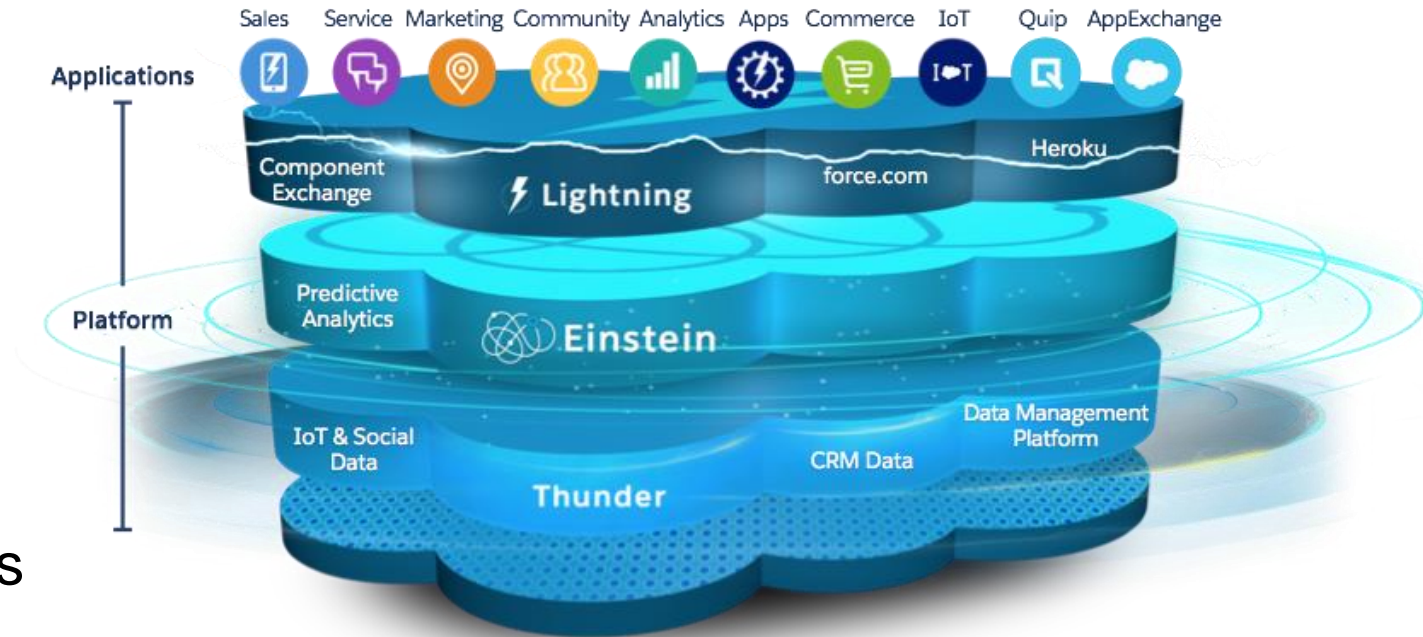 Sales Service Marketing Community Analytics Apps Commerce IoT Quip AppExchange
Applications
I T
Component
Exchange
Lightning
force.com
Heroku
Platform
Predictive
Analytics
Einstein
IoT & Social
Data
Thunder
CRM Data
Data Management
Platform
s